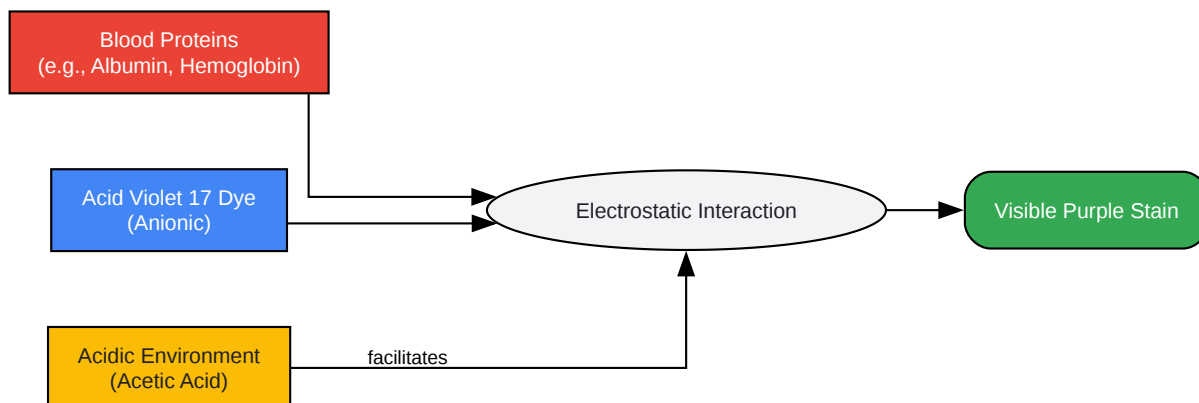 Blood Proteins
(e.g., Albumin, Hemoglobin)
Acid Violet 17 Dye
(Anionic)
Electrostatic Interaction
Visible Purple Stain
Acidic Environment
(Acetic Acid)
facilitates